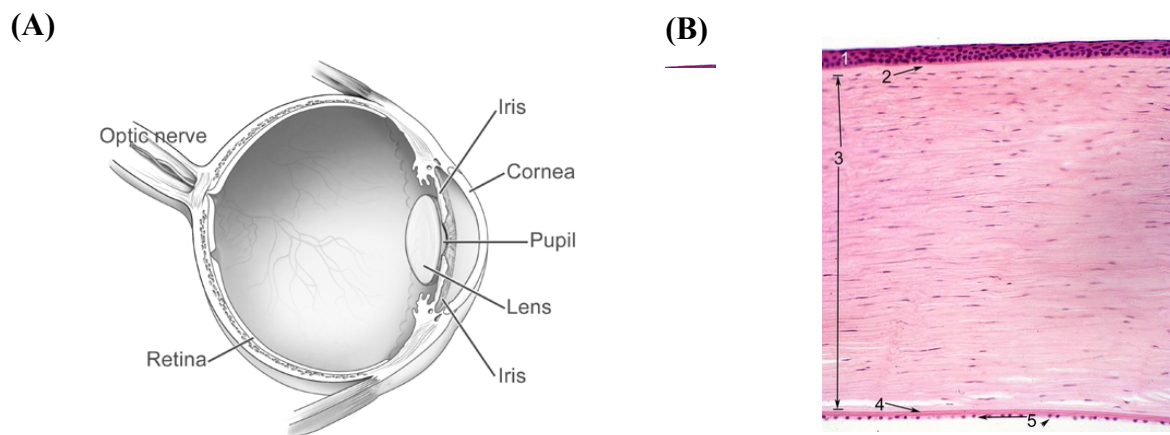 (A)
Optic nerve
Iris
Cornea
Pupil
Lens
Iris
Retina
(B)
1
2
3
4
5